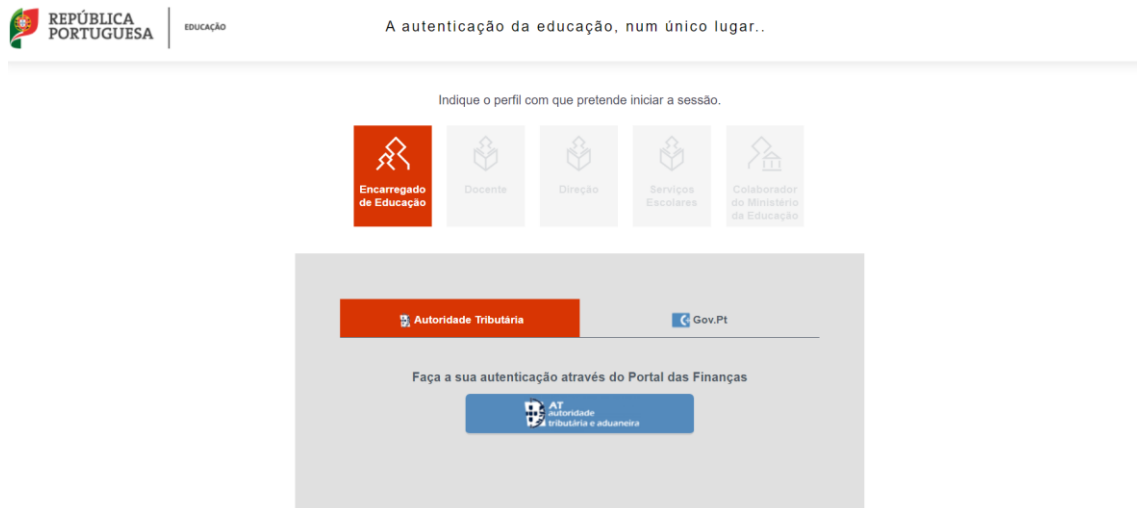 REPÚBLICA
PORTUGUESA
EDUCAÇÃO
A autenticação da educação, num único lugar..
Indique o perfil com que pretende iniciar a sessão.
Encarregado
de Educação
Docente
Direção
Serviços
Escolares
Colaborador
do Ministério
da Educação
Autoridade Tributária
Gov.Pt
Faça a sua autenticação através do Portal das Finanças
AT
autoridade
tributária e aduaneira